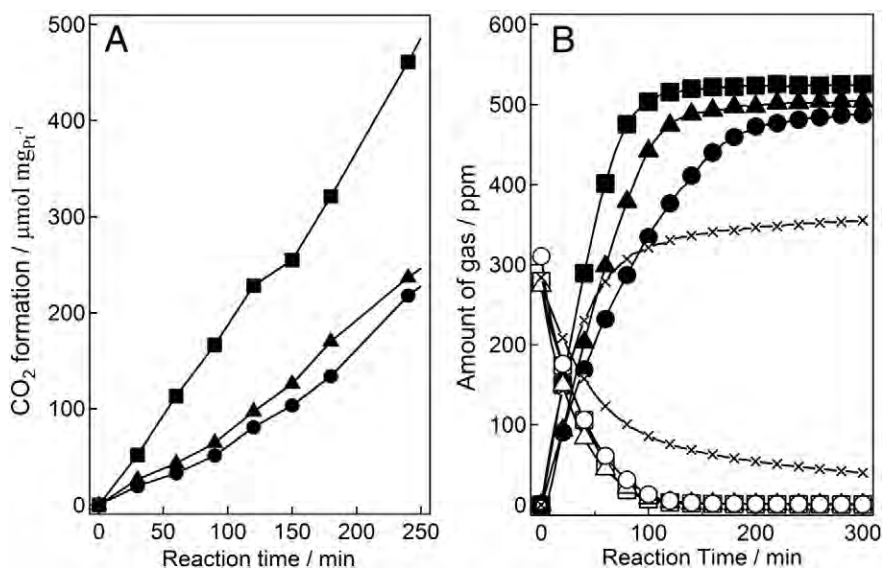 A
CO₂ formation / μmol mg_Pt⁻¹
500
400
300
200
100
0
0 50 100 150 200 250
Reaction time / min
B
Amount of gas / ppm
600
500
400
300
200
100
0
0 100 200 300
Reaction Time / min